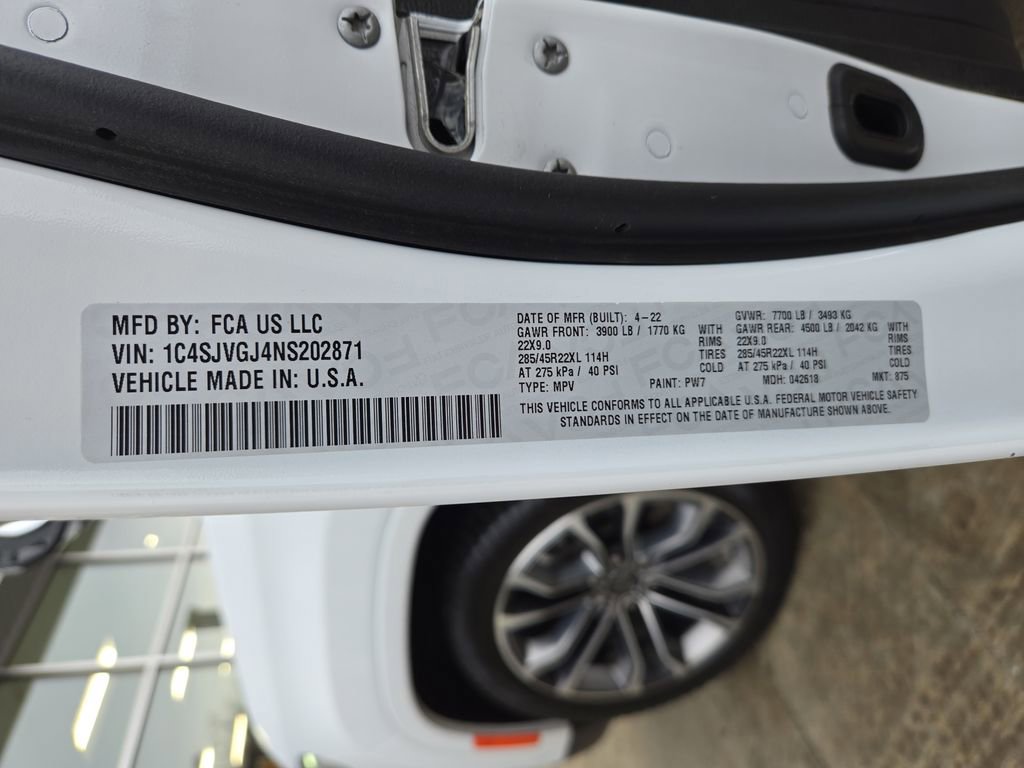 MFD BY: FCA US LLC
VIN: 1C4SJVGJ4NS202871
VEHICLE MADE IN: U.S.A.
DATE OF MFR (BUILT): 4-22 GVWR: 7700 LB / 3493 KG
GAWR FRONT: 3900 LB / 1770 KG WITH GAWR REAR: 4500 LB / 2042 KG WITH
22X9.0 RIMS 22X9.0 RIMS
285/45R22XL 114H TIRES 285/45R22XL 114H TIRES
AT 275 kPa / 40 PSI COLD AT 275 kPa / 40 PSI COLD
TYPE: MPV PAINT: PW7 MDH: 042618 MKT: 875
THIS VEHICLE CONFORMS TO ALL APPLICABLE U.S.A. FEDERAL MOTOR VEHICLE SAFETY
STANDARDS IN EFFECT ON THE DATE OF MANUFACTURE SHOWN ABOVE.